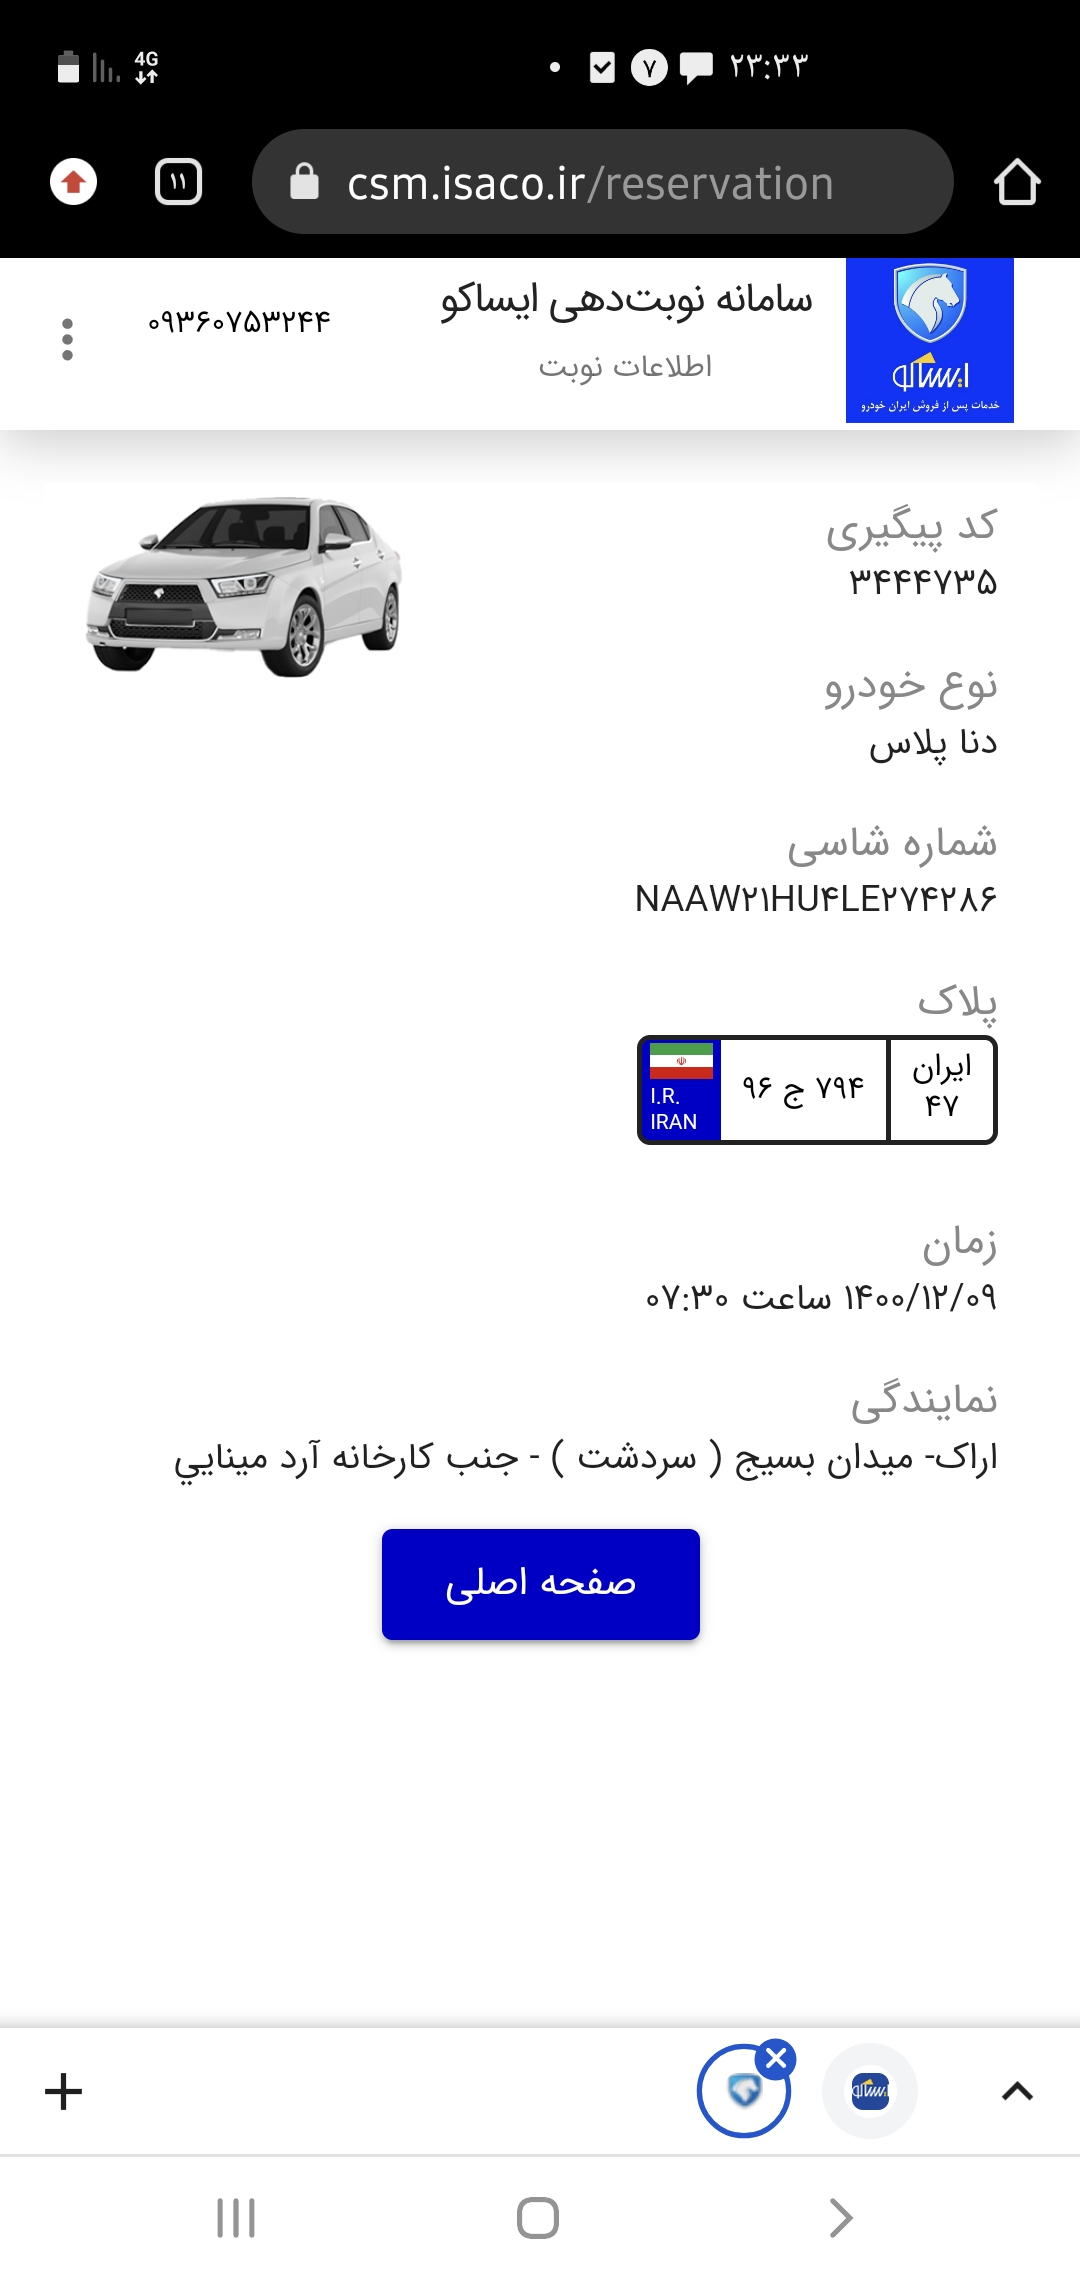 4G
۷
۲۳:۳۳
۱۱
csm.isaco.ir/reservation
سامانه نوبت‌دهی ایساکو
۰۹۳۶۰۷۵۳۲۴۴
اطلاعات نوبت
ایساکو
خدمات پس از فروش ایران خودرو
کد پیگیری
۳۴۴۴۷۳۵
نوع خودرو
دنا پلاس
شماره شاسی
NAAW۲۱HU۴LE۲۷۴۲۸۶
پلاک
I.R.
IRAN
۷۹۴ ج ۹۶
ایران
۴۷
زمان
۱۴۰۰/۱۲/۰۹ ساعت ۰۷:۳۰
نمایندگی
اراک- میدان بسیج ( سردشت ) - جنب کارخانه آرد مینایي
صفحه اصلی
ایساکو